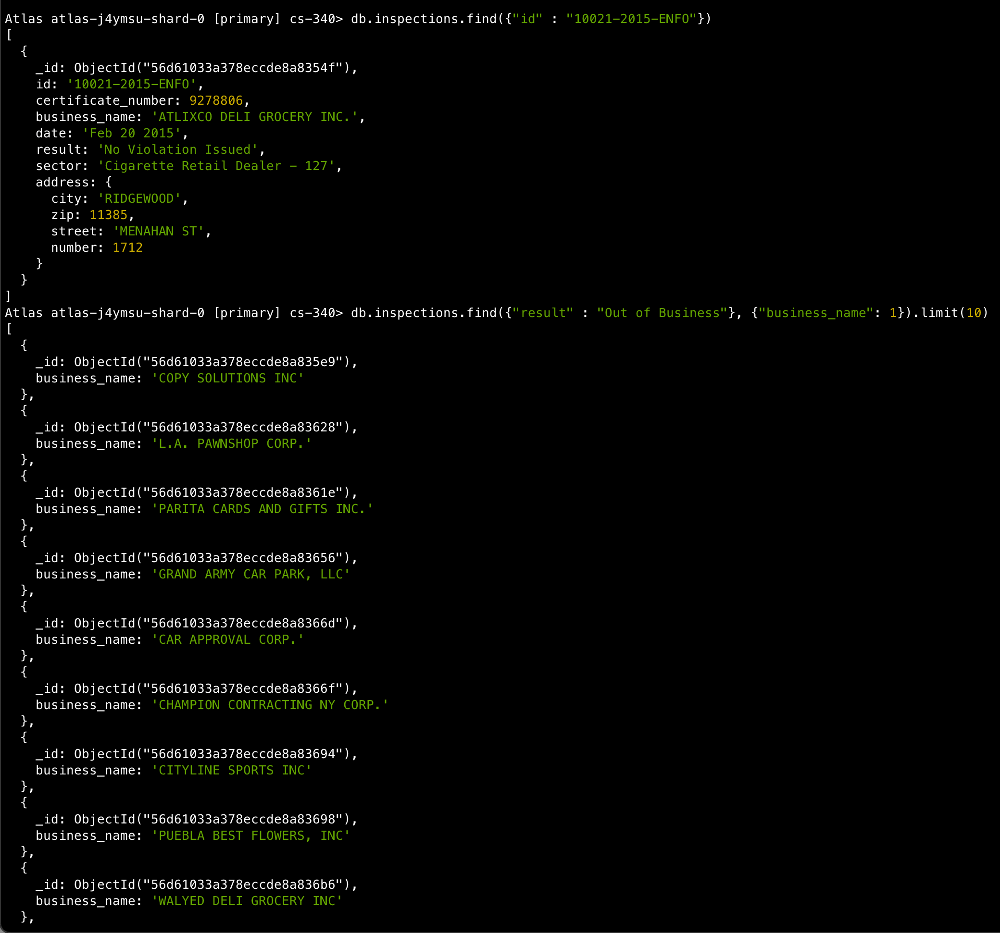 Atlas atlas-j4ymsu-shard-0 [primary] cs-340> db.inspections.find({"id" : "10021-2015-ENFO"})
[
  {
    _id: ObjectId("56d61033a378eccde8a8354f"),
    id: '10021-2015-ENFO',
    certificate_number: 9278806,
    business_name: 'ATLIXCO DELI GROCERY INC.',
    date: 'Feb 20 2015',
    result: 'No Violation Issued',
    sector: 'Cigarette Retail Dealer - 127',
    address: {
      city: 'RIDGEWOOD',
      zip: 11385,
      street: 'MENAHAN ST',
      number: 1712
    }
  }
]
Atlas atlas-j4ymsu-shard-0 [primary] cs-340> db.inspections.find({"result" : "Out of Business"}, {"business_name": 1}).limit(10)
[
  {
    _id: ObjectId("56d61033a378eccde8a835e9"),
    business_name: 'COPY SOLUTIONS INC'
  },
  {
    _id: ObjectId("56d61033a378eccde8a83628"),
    business_name: 'L.A. PAWNSHOP CORP.'
  },
  {
    _id: ObjectId("56d61033a378eccde8a8361e"),
    business_name: 'PARITA CARDS AND GIFTS INC.'
  },
  {
    _id: ObjectId("56d61033a378eccde8a83656"),
    business_name: 'GRAND ARMY CAR PARK, LLC'
  },
  {
    _id: ObjectId("56d61033a378eccde8a8366d"),
    business_name: 'CAR APPROVAL CORP.'
  },
  {
    _id: ObjectId("56d61033a378eccde8a8366f"),
    business_name: 'CHAMPION CONTRACTING NY CORP.'
  },
  {
    _id: ObjectId("56d61033a378eccde8a83694"),
    business_name: 'CITYLINE SPORTS INC'
  },
  {
    _id: ObjectId("56d61033a378eccde8a83698"),
    business_name: 'PUEBLA BEST FLOWERS, INC'
  },
  {
    _id: ObjectId("56d61033a378eccde8a836b6"),
    business_name: 'WALYED DELI GROCERY INC'
  },